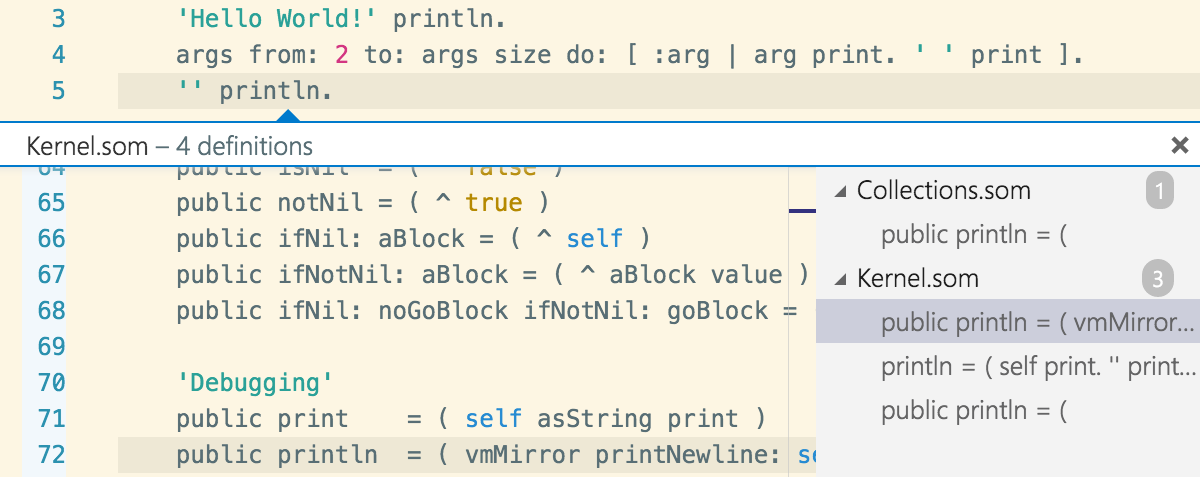 3 'Hello World!' println.
4 args from: 2 to: args size do: [ :arg | arg print. ' ' print ].
5 '' println.
Kernel.som – 4 definitions ×
64 public isNil = ( false )
65 public notNil = ( ^ true )
66 public ifNil: aBlock = ( ^ self )
67 public ifNotNil: aBlock = ( ^ aBlock value )
68 public ifNil: noGoBlock ifNotNil: goBlock =
69
70 'Debugging'
71 public print = ( self asString print )
72 public println = ( vmMirror printNewline:
Collections.som 1
public println = (
Kernel.som 3
public println = ( vmMirror...
println = ( self print. '' print...
public println = (